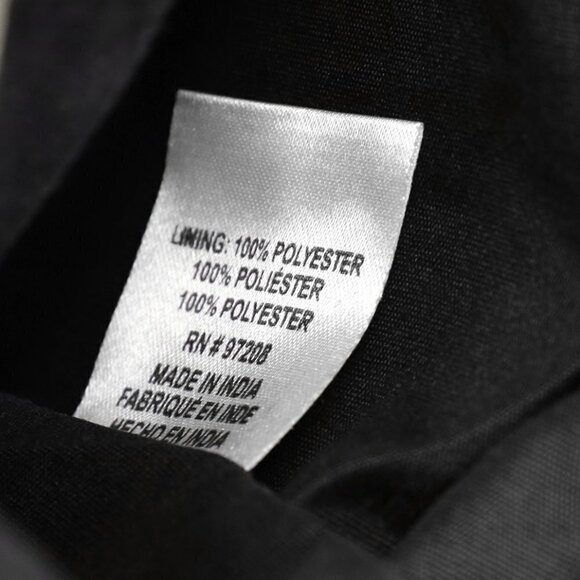 LINING: 100% POLYESTER
100% POLIÉSTER
100% POLYESTER
RN # 97208
MADE IN INDIA
FABRIQUÉ EN INDE
HECHO EN INDIA